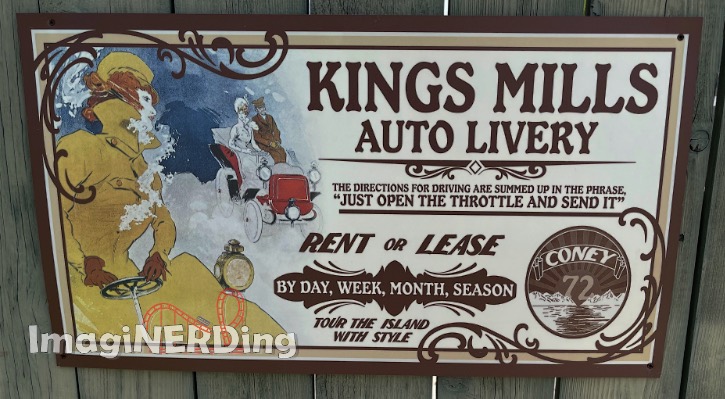 KINGS MILLS
AUTO LIVERY
THE DIRECTIONS FOR DRIVING ARE SUMMED UP IN THE PHRASE,
“JUST OPEN THE THROTTLE AND SEND IT”
RENT OR LEASE
BY DAY, WEEK, MONTH, SEASON
TOUR THE ISLAND
WITH STYLE
CONEY
72
ImagiNERDing